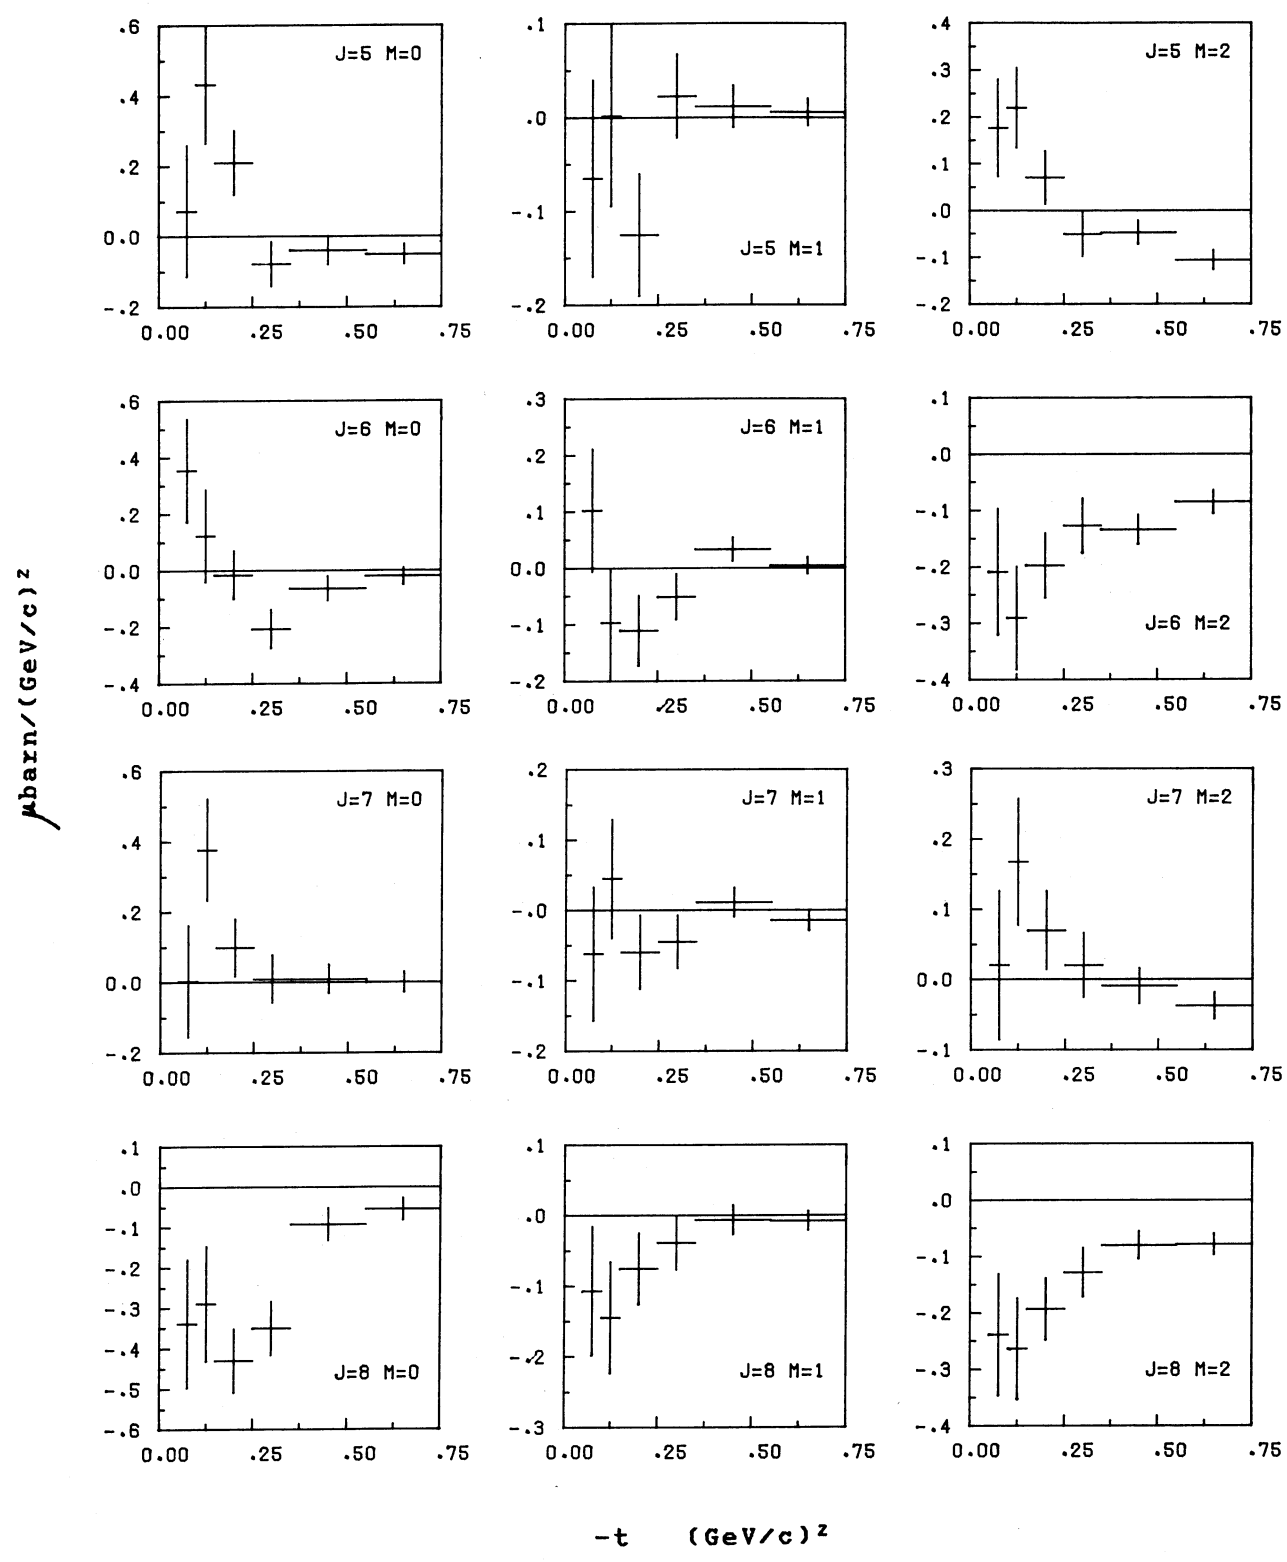 µbarn/(GeV/c)²
J=5 M=0
.6
.4
.2
0.0
-.2
0.00 .25 .50 .75
J=5 M=1
.1
.0
-.1
-.2
0.00 .25 .50 .75
J=5 M=2
.4
.3
.2
.1
.0
-.1
-.2
0.00 .25 .50 .75
J=6 M=0
.6
.4
.2
0.0
-.2
-.4
0.00 .25 .50 .75
J=6 M=1
.3
.2
.1
0.0
-.1
-.2
0.00 .25 .50 .75
J=6 M=2
.1
.0
-.1
-.2
-.3
-.4
0.00 .25 .50 .75
J=7 M=0
.6
.4
.2
0.0
-.2
0.00 .25 .50 .75
J=7 M=1
.2
.1
-.0
-.1
-.2
0.00 .25 .50 .75
J=7 M=2
.3
.2
.1
0.0
-.1
0.00 .25 .50 .75
J=8 M=0
.1
.0
-.1
-.2
-.3
-.4
-.5
-.6
0.00 .25 .50 .75
J=8 M=1
.1
.0
-.1
-.2
-.3
0.00 .25 .50 .75
J=8 M=2
.1
.0
-.1
-.2
-.3
-.4
0.00 .25 .50 .75
-t (GeV/c)²